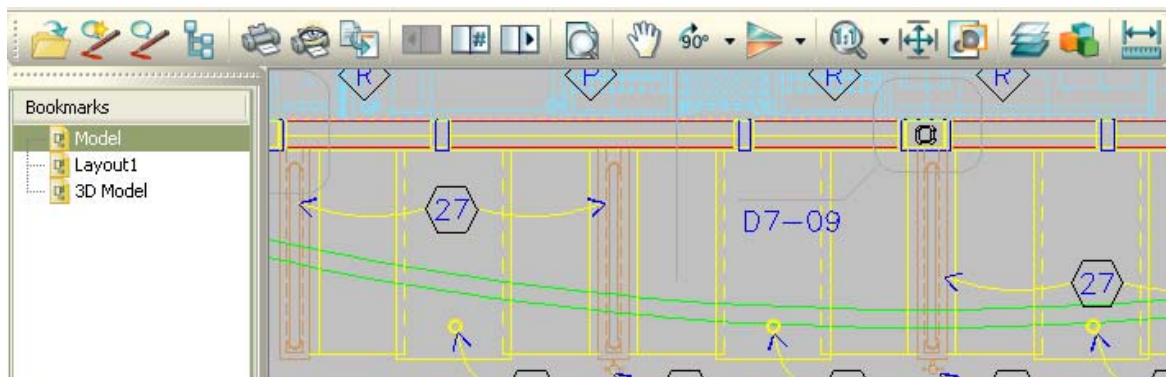 # 90° 1:1
Bookmarks
Model
Layout1
3D Model
R P R R
27
D7-09
27